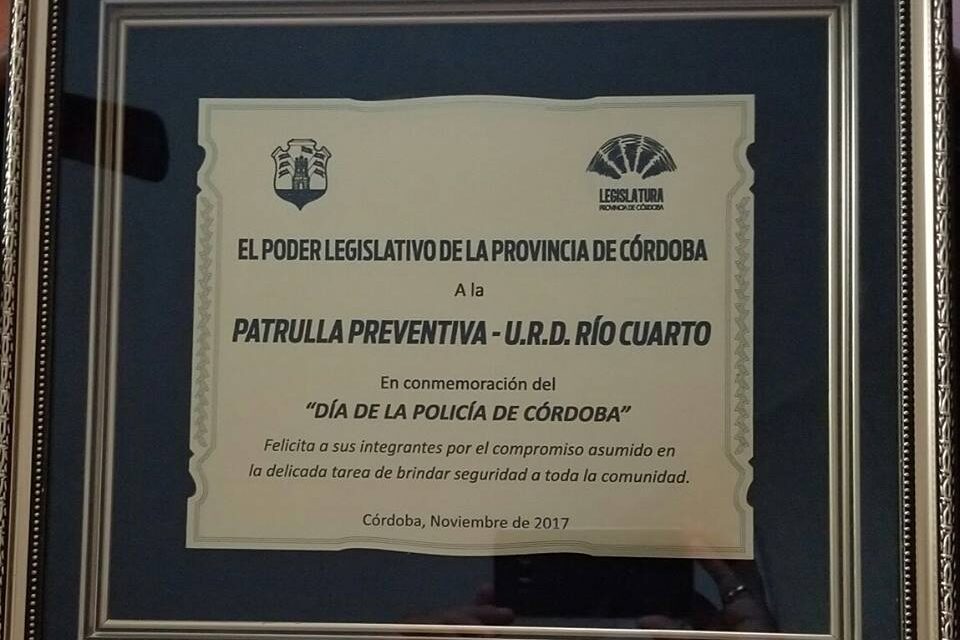 LEGISLATURA
PROVINCIA DE CÓRDOBA
EL PODER LEGISLATIVO DE LA PROVINCIA DE CÓRDOBA
A la
PATRULLA PREVENTIVA - U.R.D. RÍO CUARTO
En conmemoración del
“DÍA DE LA POLICÍA DE CÓRDOBA”
Felicita a sus integrantes por el compromiso asumido en
la delicada tarea de brindar seguridad a toda la comunidad.
Córdoba, Noviembre de 2017